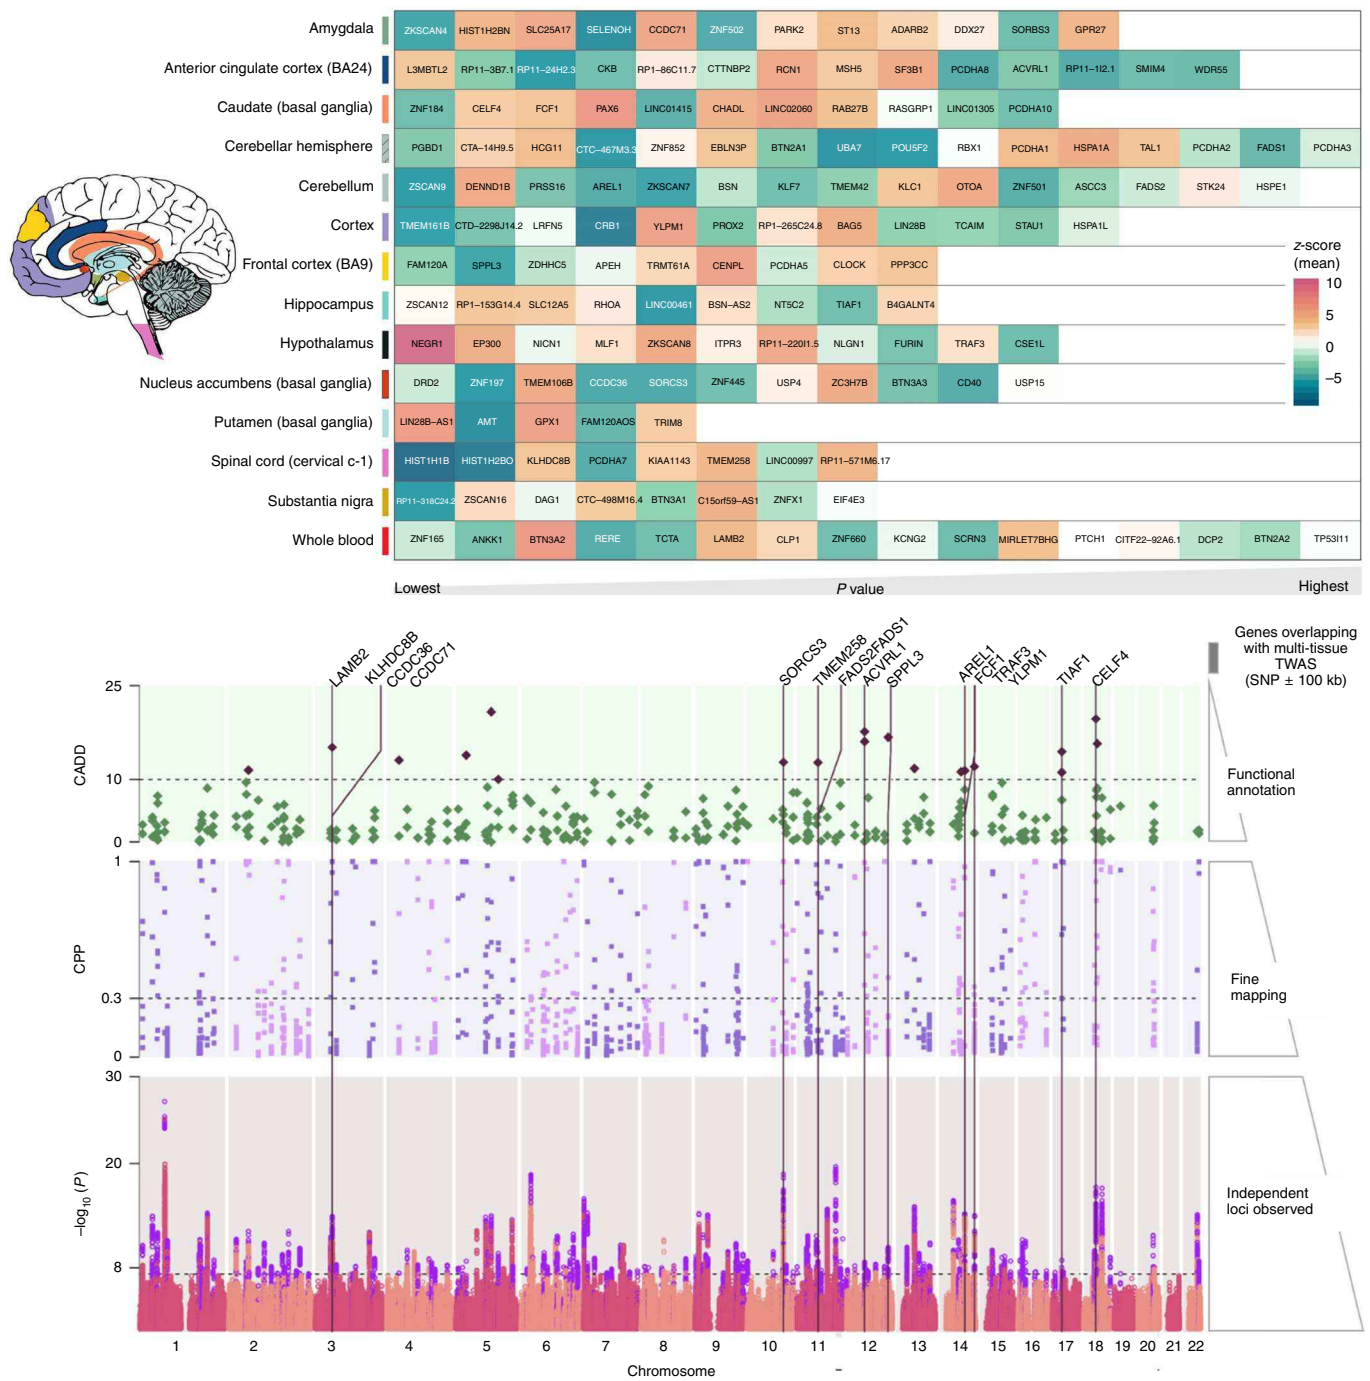 Amygdala ZKSCAN4 HIST1H2BN SLC25A17 SELENOH CCDC71 ZNF502 PARK2 ST13 ADARB2 DDX27 SORBS3 GPR27
Anterior cingulate cortex (BA24) L3MBTL2 RP11–3B7.1 RP11–24H2.3 CKB RP1–86C11.7 CTTNBP2 RCN1 MSH5 SF3B1 PCDHA8 ACVRL1 RP11–1I2.1 SMIM4 WDR55
Caudate (basal ganglia) ZNF184 CELF4 FCF1 PAX6 LINC01415 CHADL LINC02060 RAB27B RASGRP1 LINC01305 PCDHA10
Cerebellar hemisphere PGBD1 CTA–14H9.5 HCG11 CTC–467M3.3 ZNF852 EBLN3P BTN2A1 UBA7 POU5F2 RBX1 PCDHA1 HSPA1A TAL1 PCDHA2 FADS1 PCDHA3
Cerebellum ZSCAN9 DENND1B PRSS16 AREL1 ZKSCAN7 BSN KLF7 TMEM42 KLC1 OTOA ZNF501 ASCC3 FADS2 STK24 HSPE1
Cortex TMEM161B CTD–2298J14.2 LRFN5 CRB1 YLPM1 PROX2 RP1–265C24.8 BAG5 LIN28B TCAIM STAU1 HSPA1L
Frontal cortex (BA9) FAM120A SPPL3 ZDHHC5 APEH TRMT61A CENPL PCDHA5 CLOCK PPP3CC
Hippocampus ZSCAN12 RP1–153G14.4 SLC12A5 RHOA LINC00461 BSN–AS2 NT5C2 TIAF1 B4GALNT4
Hypothalamus NEGR1 EP300 NICN1 MLF1 ZKSCAN8 ITPR3 RP11–220I1.5 NLGN1 FURIN TRAF3 CSE1L
Nucleus accumbens (basal ganglia) DRD2 ZNF197 TMEM106B CCDC36 SORCS3 ZNF445 USP4 ZC3H7B BTN3A3 CD40 USP15
Putamen (basal ganglia) LIN28B–AS1 AMT GPX1 FAM120AOS TRIM8
Spinal cord (cervical c-1) HIST1H1B HIST1H2BO KLHDC8B PCDHA7 KIAA1143 TMEM258 LINC00997 RP11–571M6.17
Substantia nigra RP11–318C24.2 ZSCAN16 DAG1 CTC–498M16.4 BTN3A1 C15orf59–AS1 ZNFX1 EIF4E3
Whole blood ZNF165 ANKK1 BTN3A2 RERE TCTA LAMB2 CLP1 ZNF660 KCNG2 SCRN3 MIRLET7BHG PTCH1 CITF22–92A6.1 DCP2 BTN2A2 TP53I11
z-score
(mean)
10
5
0
–5
Lowest P value Highest
LAMB2 KLHDC8B CCDC36 CCDC71 SORCS3 TMEM258 FADS2FADS1 ACVRL1 SPPL3 AREL1 FCF1 TRAF3 YLPM1 TIAF1 CELF4
Genes overlapping
with multi-tissue
TWAS
(SNP ± 100 kb)
25
CADD
10
0
Functional
annotation
1
CPP
0.3
0
Fine
mapping
30
20
–log10 (P)
8
Independent
loci observed
1 2 3 4 5 6 7 8 9 10 11 12 13 14 15 16 17 18 19 20 21 22
Chromosome